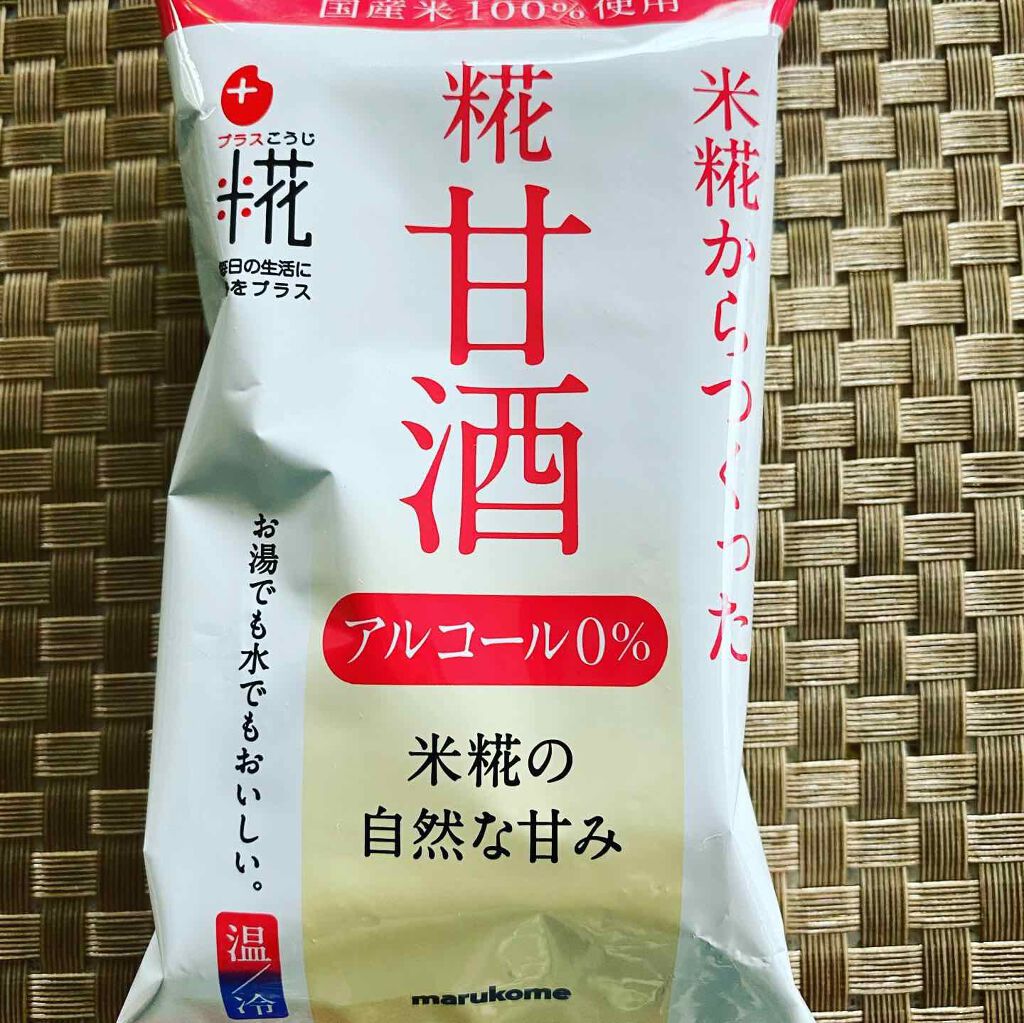 国産米100%使用
プラスこうじ
糀
日の生活に
をプラス
糀
甘酒
米糀からつくった
アルコール0%
米糀の
自然な甘み
お湯でも水でもおいしい。
温/冷
marukome